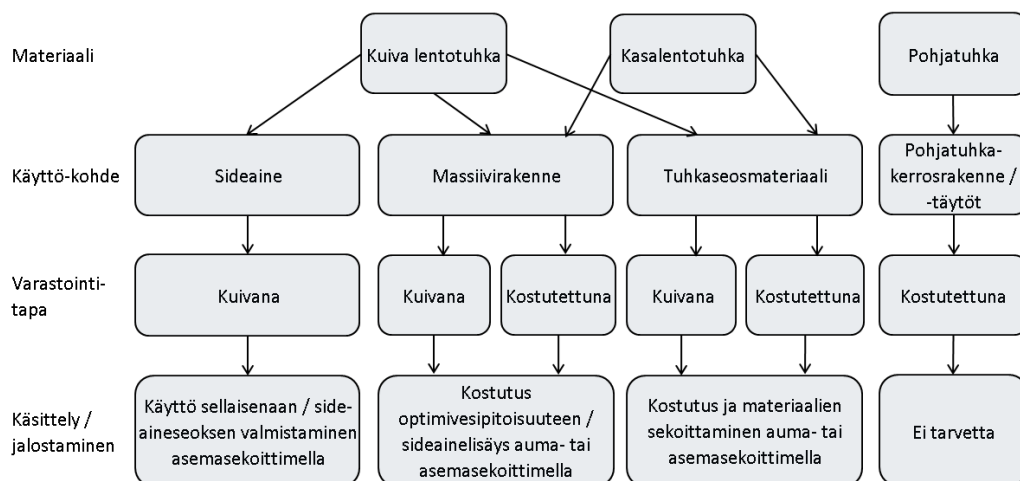 Materiaali
Kuiva lentotuhka
Kasalentotuhka
Pohjatuhka
Käyttö-kohde
Sideaine
Massiivirakenne
Tuhkaseosmateriaali
Pohjatuhka-
kerrosrakenne /
-täytöt
Varastointi-
tapa
Kuivana
Kuivana
Kostutettuna
Kuivana
Kostutettuna
Kostutettuna
Käsittely /
jalostaminen
Käyttö sellaisenaan / side-
aineseoksen valmistaminen
asemasekoittimella
Kostutus
optimivesipitoisuuteen /
sideainelisäys auma- tai
asemasekoittimella
Kostutus ja materiaalien
sekoittaminen auma- tai
asemasekoittimella
Ei tarvetta